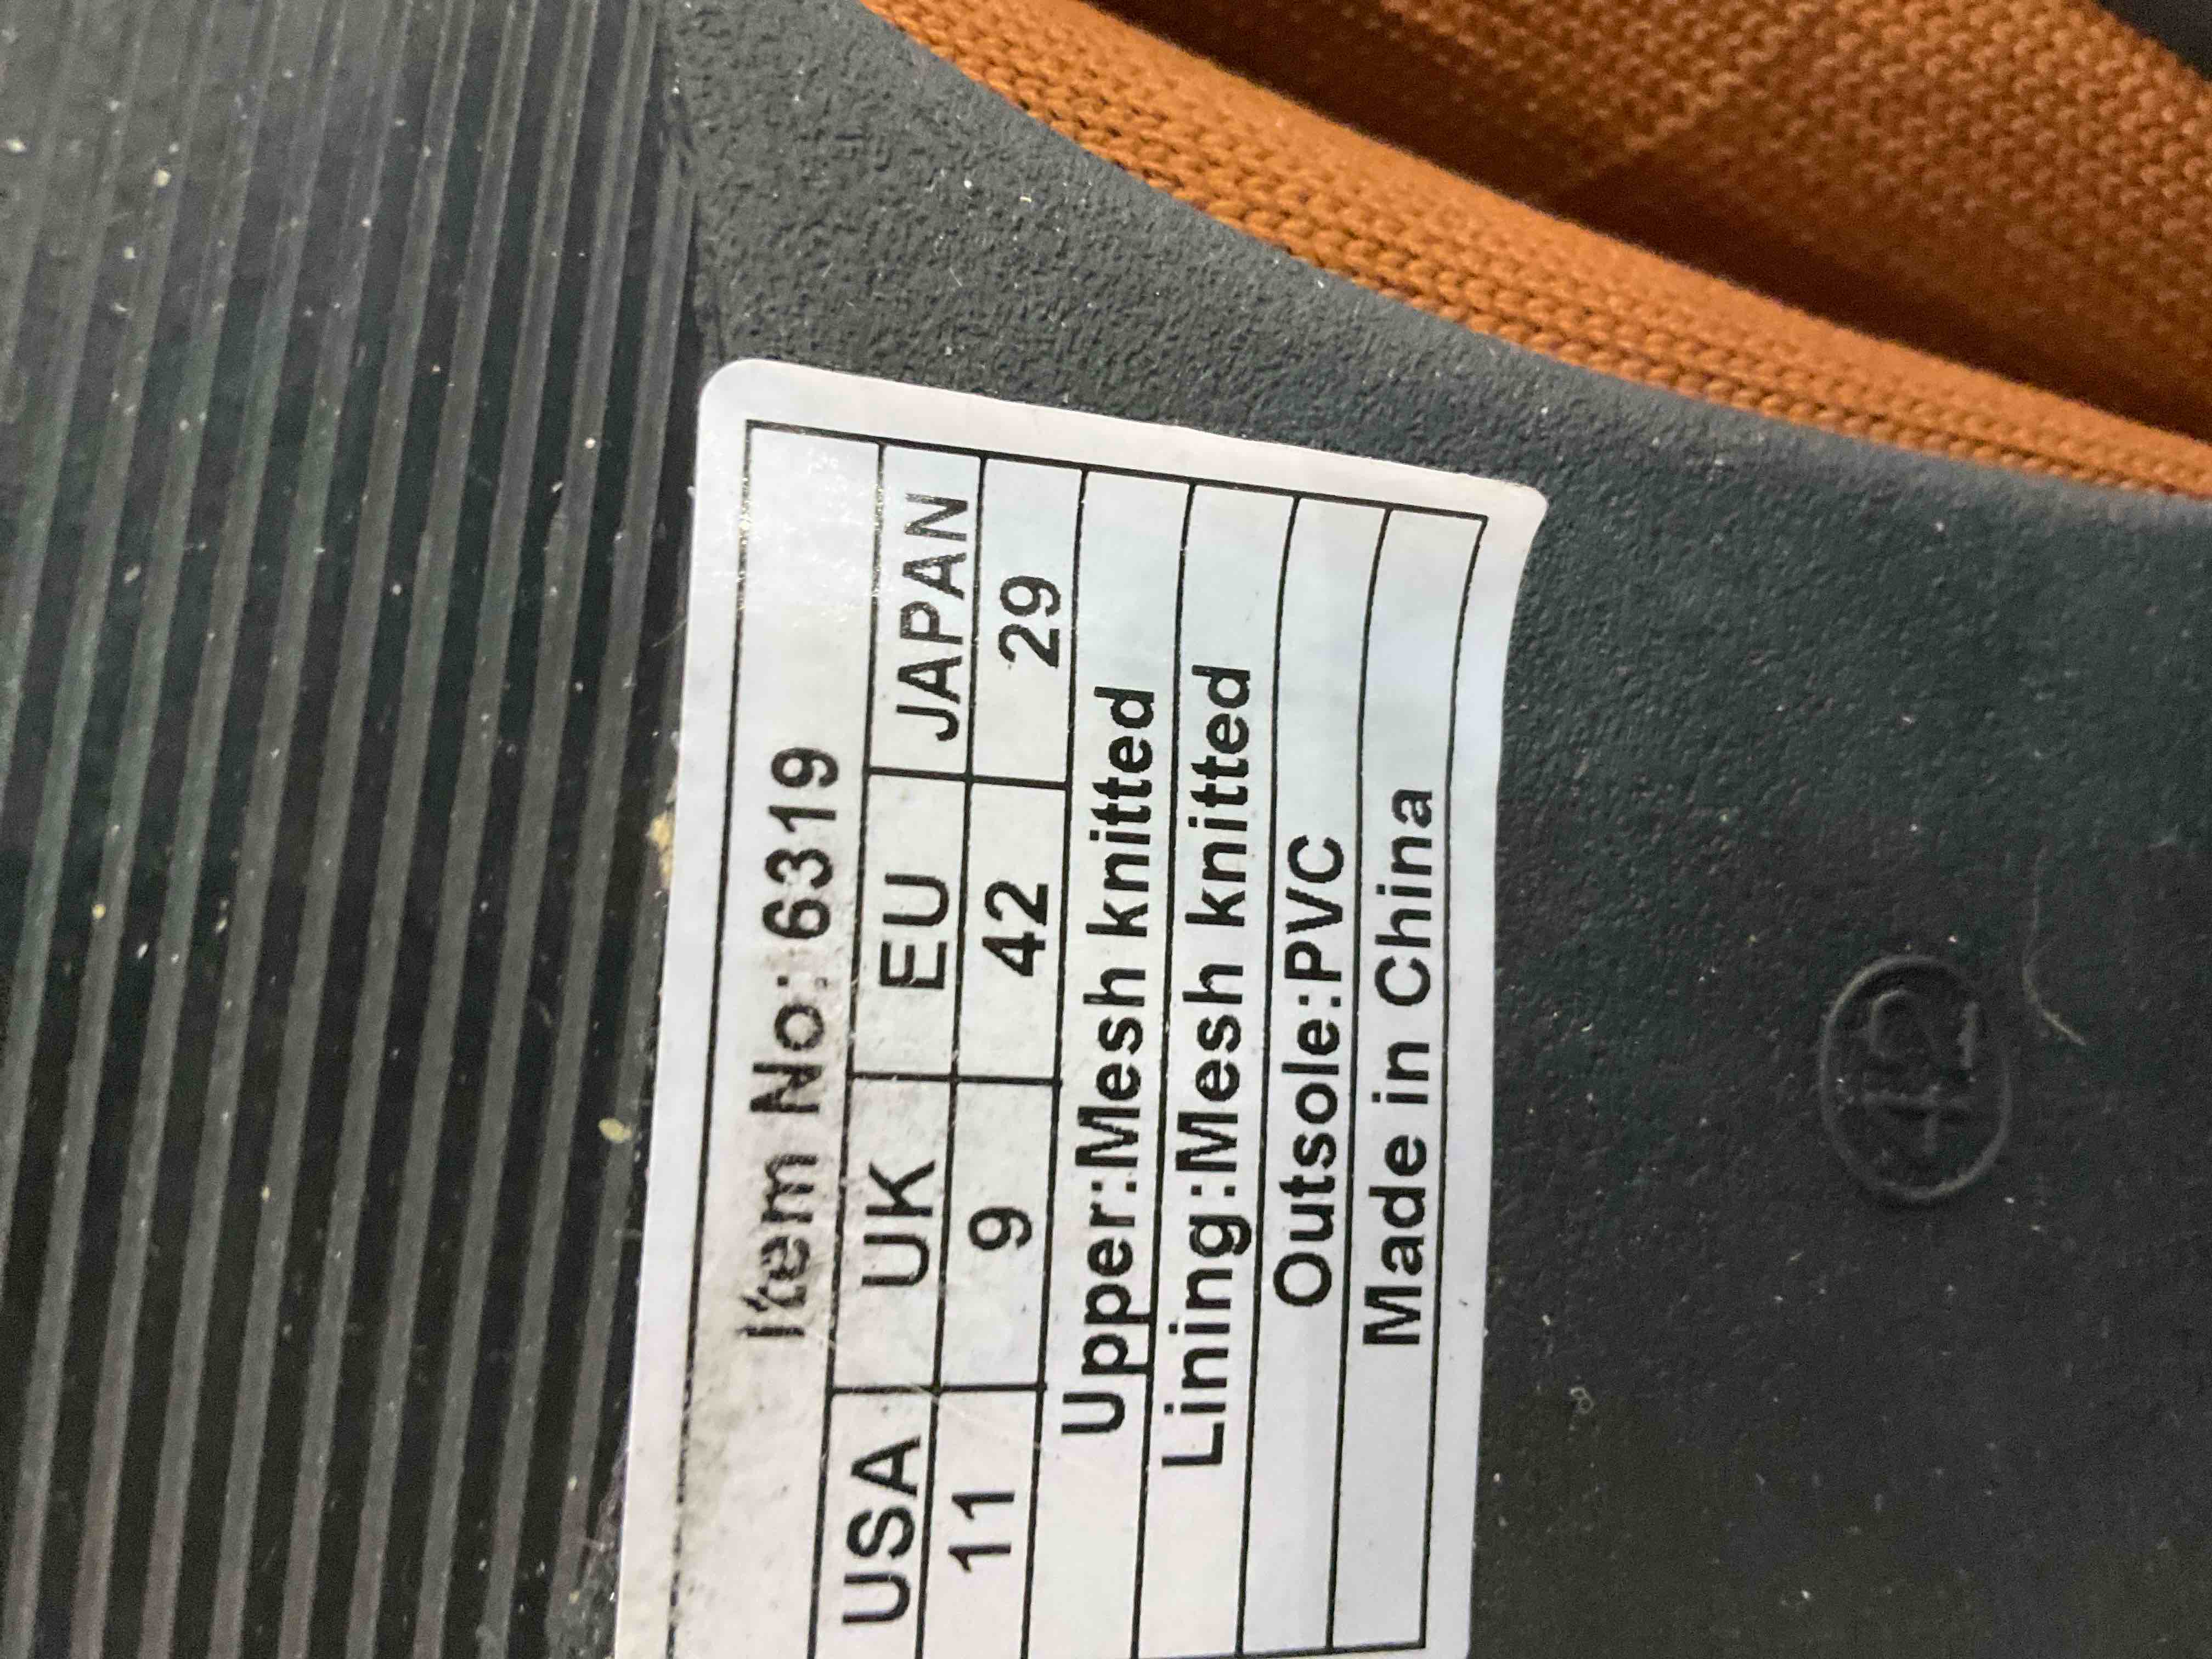 Item No: 6319
USA UK EU JAPAN
11 9 42 29
Upper:Mesh knitted
Lining:Mesh knitted
Outsole:PVC
Made in China
42